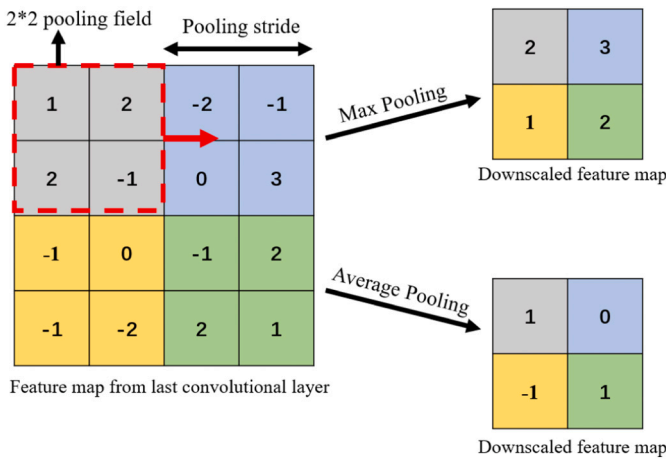 2*2 pooling field
Pooling stride
1 2 -2 -1
2 -1 0 3
-1 0 -1 2
-1 -2 2 1
Feature map from last convolutional layer
Max Pooling
2 3
1 2
Downscaled feature map
Average Pooling
1 0
-1 1
Downscaled feature map